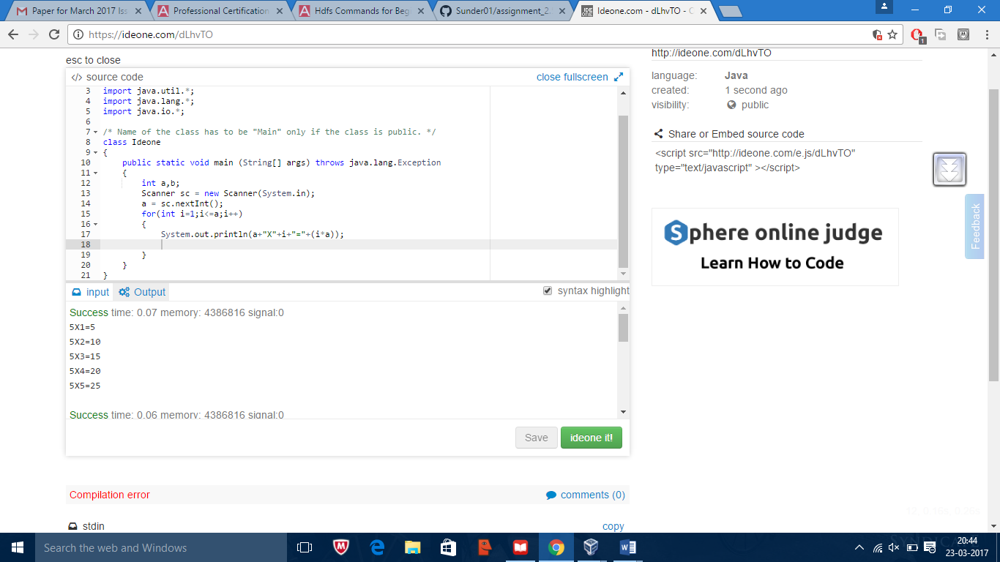 Paper for March 2017 Iss
Professional Certification
Hdfs Commands for Beg
Sunder01/assignment_2.
Ideone.com - dLhvTO - C
https://ideone.com/dLhvTO
1
esc to close
</> source code
close fullscreen
3 import java.util.*;
4 import java.lang.*;
5 import java.io.*;
6
7 /* Name of the class has to be "Main" only if the class is public. */
8 class Ideone
9 {
10 public static void main (String[] args) throws java.lang.Exception
11 {
12 int a,b;
13 Scanner sc = new Scanner(System.in);
14 a = sc.nextInt();
15 for(int i=1;i<=a;i++)
16 {
17 System.out.println(a+"X"+i+"="+(i*a));
18
19 }
20 }
21 }
input Output
syntax highlight
Success time: 0.07 memory: 4386816 signal:0
5X1=5
5X2=10
5X3=15
5X4=20
5X5=25
Success time: 0.06 memory: 4386816 signal:0
Save
ideone it!
Compilation error
comments (0)
stdin
copy
http://ideone.com/dLhvTO
language: Java
created: 1 second ago
visibility: public
Share or Embed source code
<script src="http://ideone.com/e.js/dLhvTO"
type="text/javascript" ></script>
Sphere online judge
Learn How to Code
Feedback
Search the web and Windows
20:44
23-03-2017